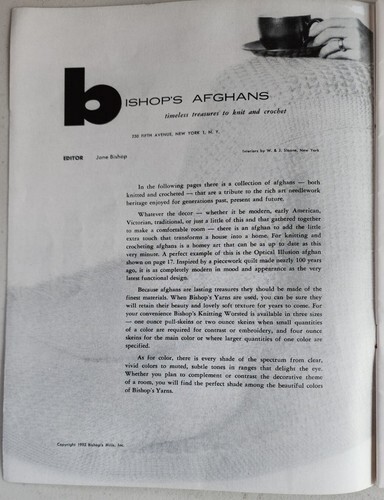 bISHOP'S AFGHANS
timeless treasures to knit and crochet
230 FIFTH AVENUE, NEW YORK 1, N. Y.
EDITOR Jane Bishop
Interiors by W. & J. Sloane, New York
In the following pages there is a collection of afghans — both
knitted and crocheted — that are a tribute to the rich art needlework
heritage enjoyed for generations past, present and future.
Whatever the decor — whether it be modern, early American,
Victorian, traditional, or just a little of this and that gathered together
to make a comfortable room — there is an afghan to add the little
extra touch that transforms a house into a home. For knitting and
crocheting afghans is a homey art that can be as up to date as this
very minute. A perfect example of this is the Optical Illusion afghan
shown on page 17. Inspired by a piecework quilt made nearly 100 years
ago, it is as completely modern in mood and appearance as the very
latest functional design.
Because afghans are lasting treasures they should be made of the
finest materials. When Bishop's Yarns are used, you can be sure they
will retain their beauty and lovely soft texture for years to come. For
your convenience Bishop's Knitting Worsted is available in three sizes
— one ounce pull-skeins or two ounce skeins when small quantities
of a color are required for contrast or embroidery, and four ounce
skeins for the main color or where larger quantities of one color are
specified.
As for color, there is every shade of the spectrum from clear,
vivid colors to muted, subtle tones in ranges that delight the eye.
Whether you plan to complement or contrast the decorative theme
of a room, you will find the perfect shade among the beautiful colors
of Bishop's Yarns.
Copyright 1952 Bishop's Mills, Inc.